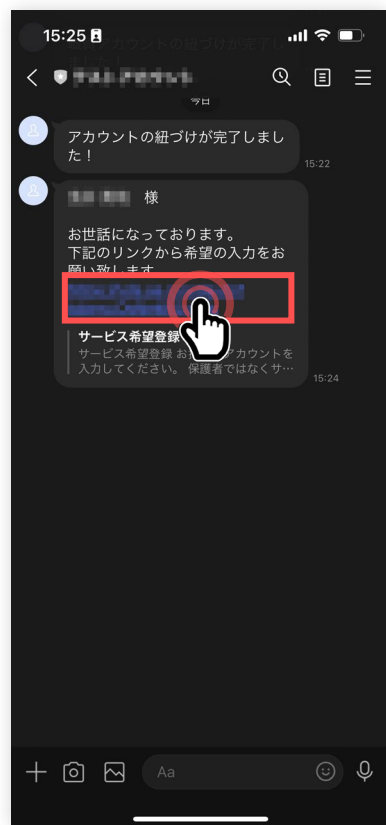 15:25
今日
アカウントの紐づけが完了しまし
た！
15:22
様
お世話になっております。
下記のリンクから希望の入力をお
願い致します
サービス希望登録
サービス希望登録 お アカウントを
入力してください。 保護者ではなくサ…
15:24
Aa